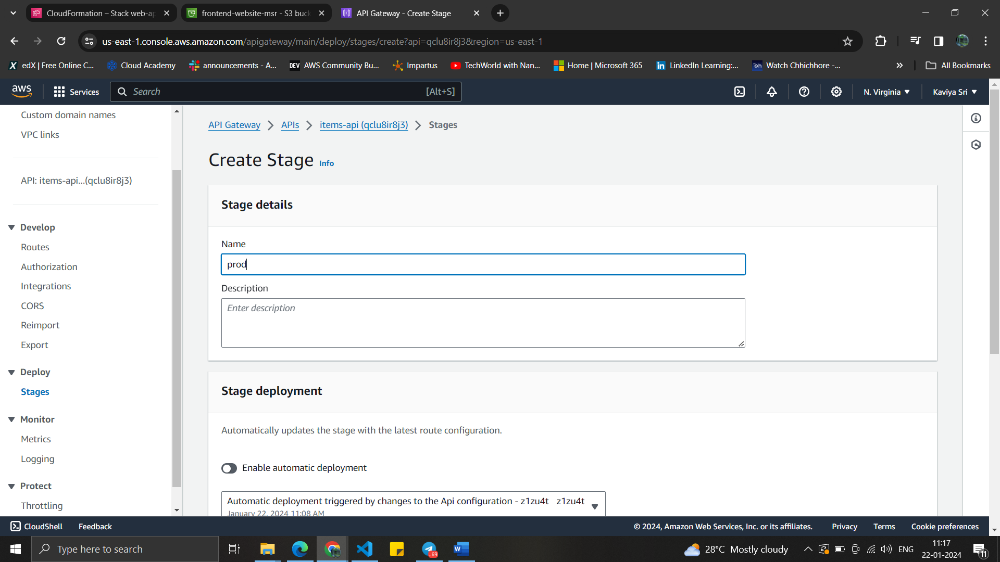 CloudFormation – Stack web-ap
frontend-website-msr - S3 buck
API Gateway - Create Stage
us-east-1.console.aws.amazon.com/apigateway/main/deploy/stages/create?api=qclu8ir8j3&region=us-east-1
edX | Free Online C...
Cloud Academy
announcements - A...
DEV AWS Community Bu...
Impartus
TechWorld with Nan...
Home | Microsoft 365
LinkedIn Learning:...
Watch Chhichhore -...
All Bookmarks
aws
Services
Search
[Alt+S]
N. Virginia
Kaviya Sri
Custom domain names
VPC links
API: items-api...(qclu8ir8j3)
Develop
Routes
Authorization
Integrations
CORS
Reimport
Export
Deploy
Stages
Monitor
Metrics
Logging
Protect
Throttling
API Gateway
APIs
items-api (qclu8ir8j3)
Stages
Create Stage Info
Stage details
Name
prod
Description
Enter description
Stage deployment
Automatically updates the stage with the latest route configuration.
Enable automatic deployment
Automatic deployment triggered by changes to the Api configuration - z1zu4t z1zu4t
January 22, 2024 11:08 AM
CloudShell
Feedback
© 2024, Amazon Web Services, Inc. or its affiliates.
Privacy
Terms
Cookie preferences
Type here to search
28°C Mostly cloudy
ENG
11:17
22-01-2024
11